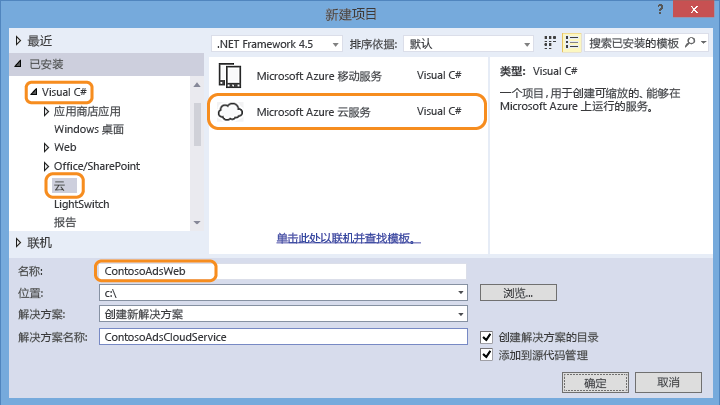 新建项目
? ×
最近
已安装
Visual C#
应用商店应用
Windows 桌面
Web
Office/SharePoint
云
LightSwitch
报告
联机
.NET Framework 4.5
排序依据: 默认
搜索已安装的模板
Microsoft Azure 移动服务 Visual C#
Microsoft Azure 云服务 Visual C#
单击此处以联机并查找模板。
类型: Visual C#
一个项目,用于创建可缩放的、能够在
Microsoft Azure 上运行的服务。
名称: ContosoAdsWeb
位置: c:\ 浏览...
解决方案: 创建新解决方案
解决方案名称: ContosoAdsCloudService
创建解决方案的目录
添加到源代码管理
确定 取消